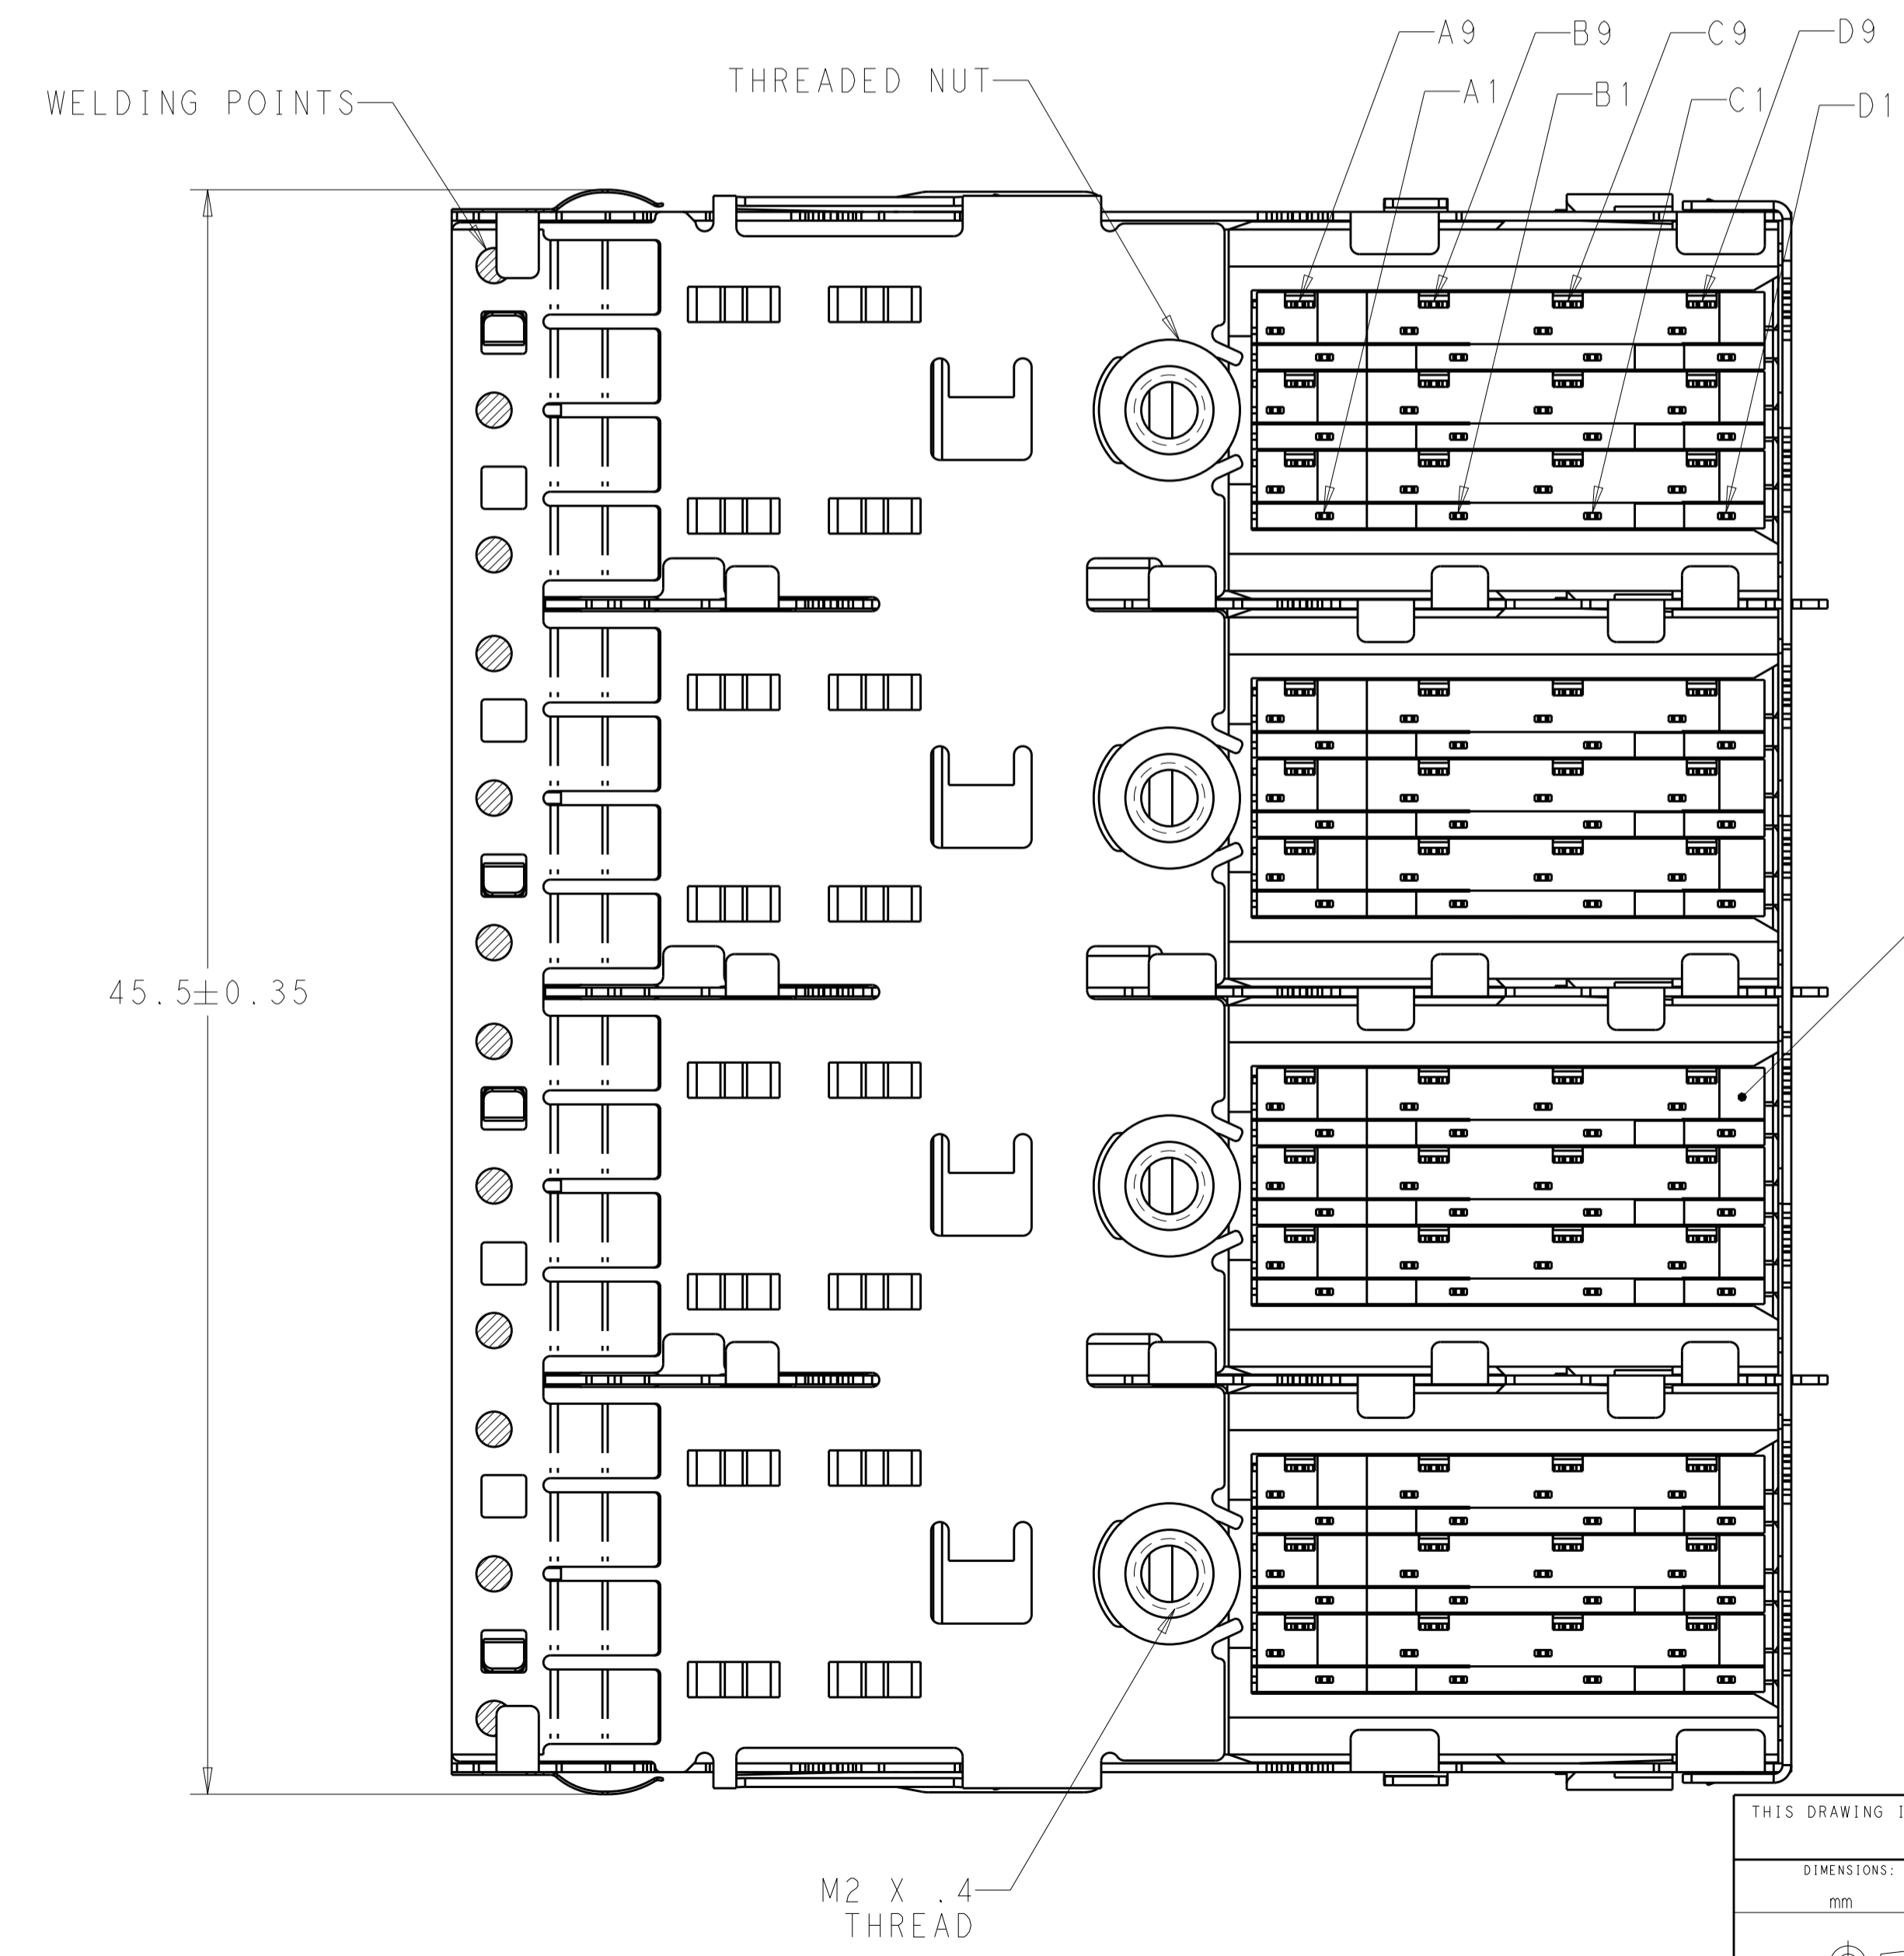 A9
B9
C9
D9
THREADED NUT
WELDING POINTS
A1
B1
C1
D1
45.5±0.35
M2 X .4
THREAD
THIS DRAWING I
DIMENSIONS:
mm